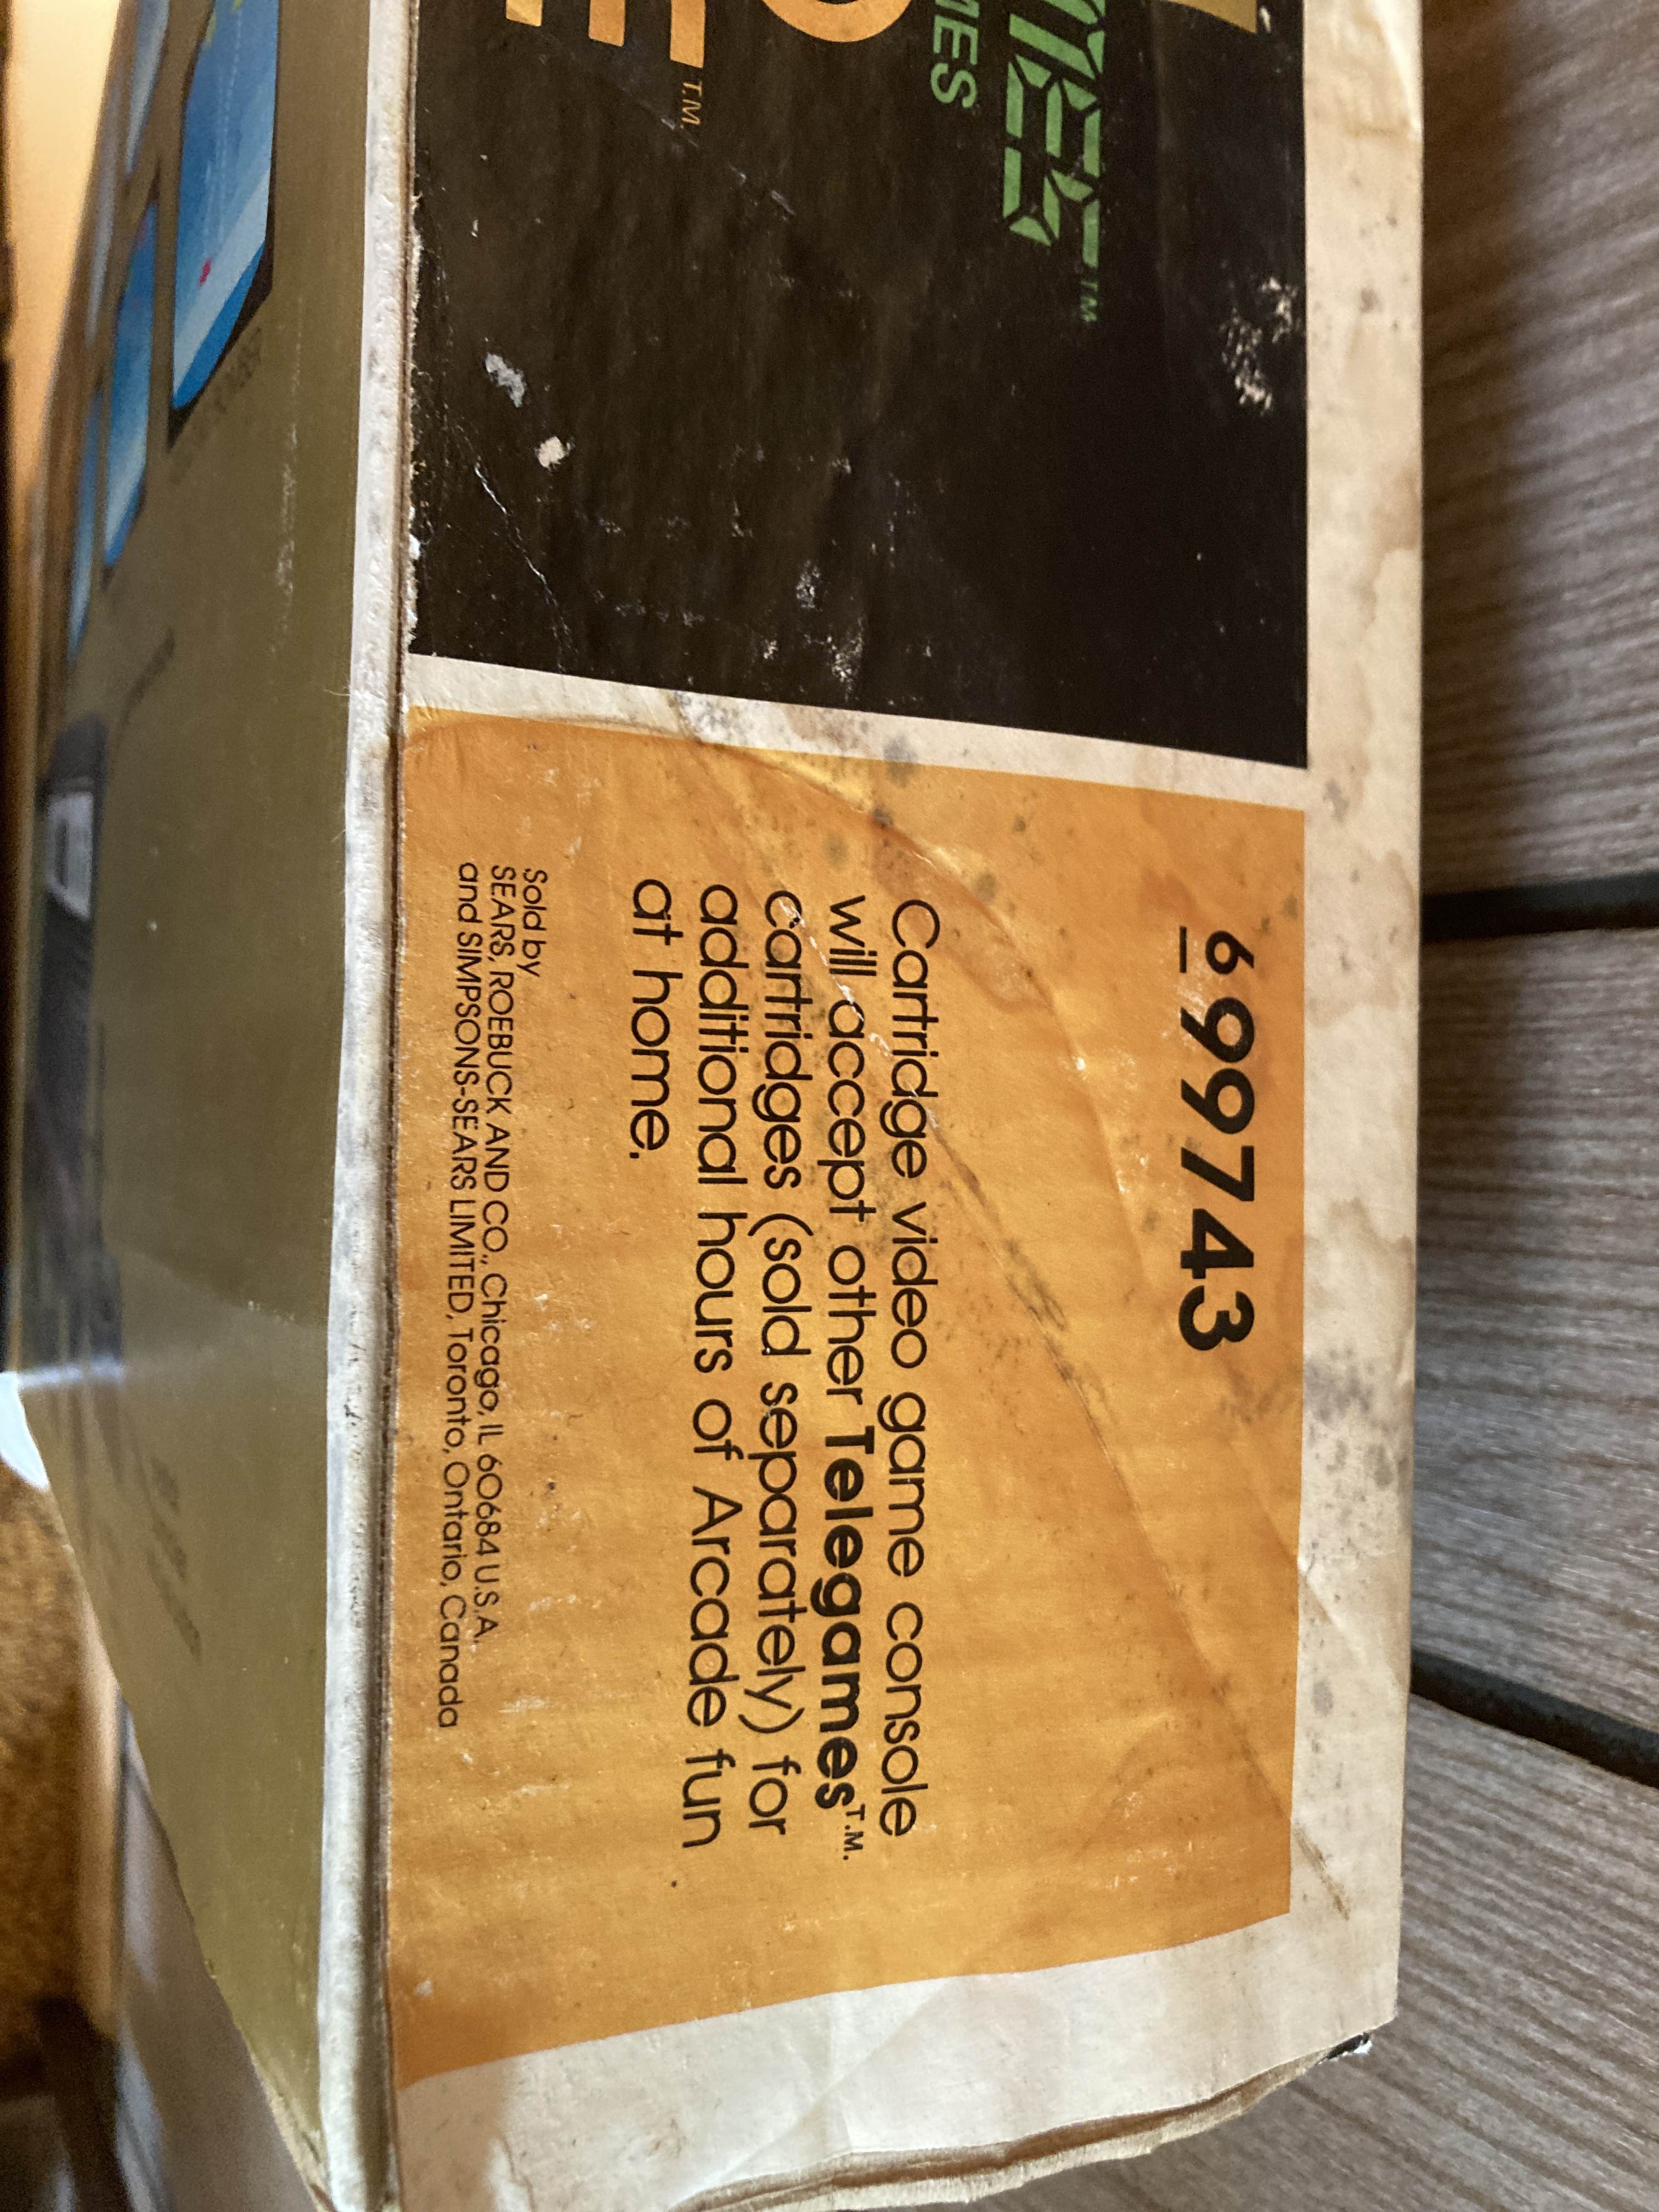 6 99743
Cartridge video game console
will accept other Telegames T.M.
cartridges (sold separately) for
additional hours of Arcade fun
at home.
Sold by
SEARS, ROEBUCK AND CO., Chicago, IL 60684 U.S.A.
and SIMPSONS-SEARS LIMITED, Toronto, Ontario, Canada
TM
T.M.